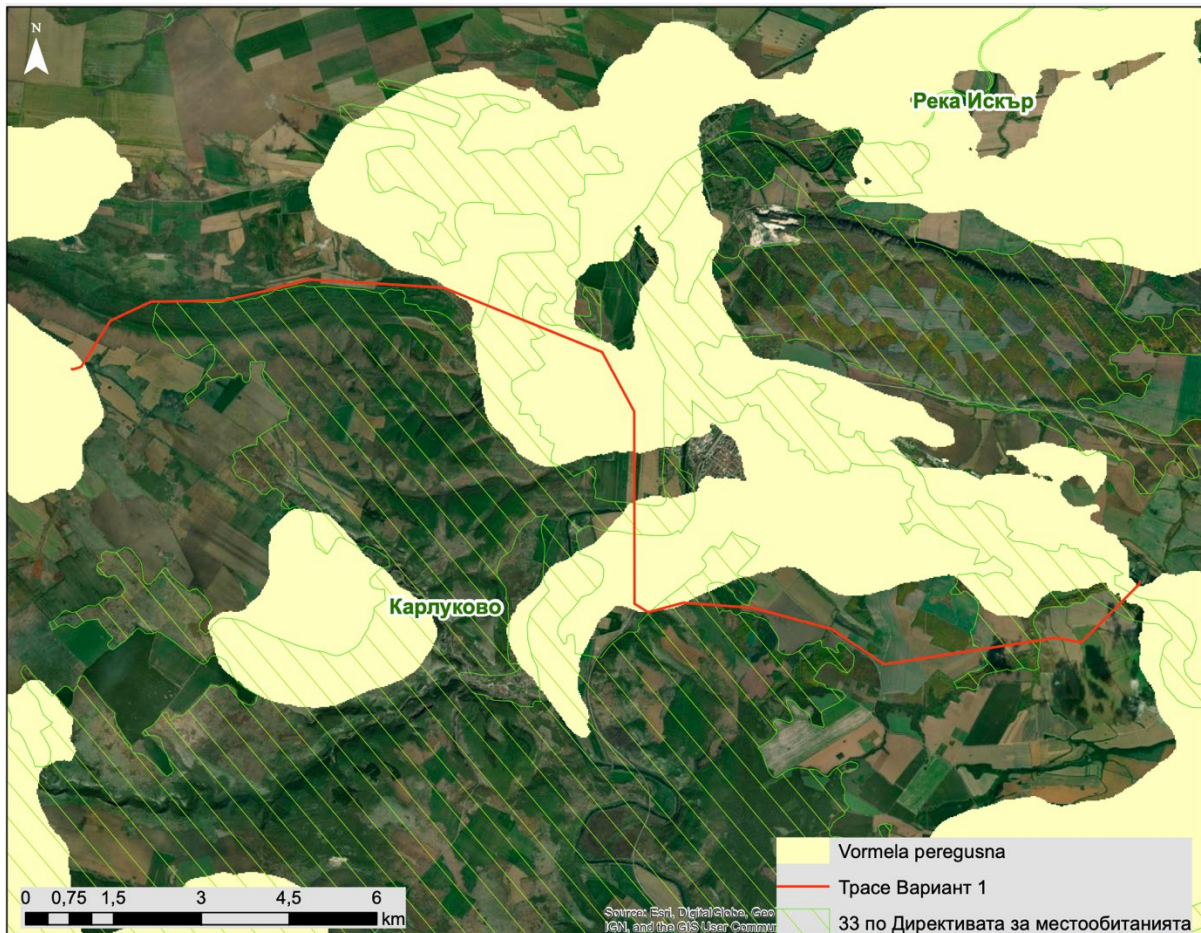 N
Река Искър
Карлуково
Vormela peregusna
Трасе Вариант 1
33 по Директивата за местообитанията
0 0,75 1,5 3 4,5 6
km
Source: Esri, DigitalGlobe, Geo
IGN, and the GIS User Commun